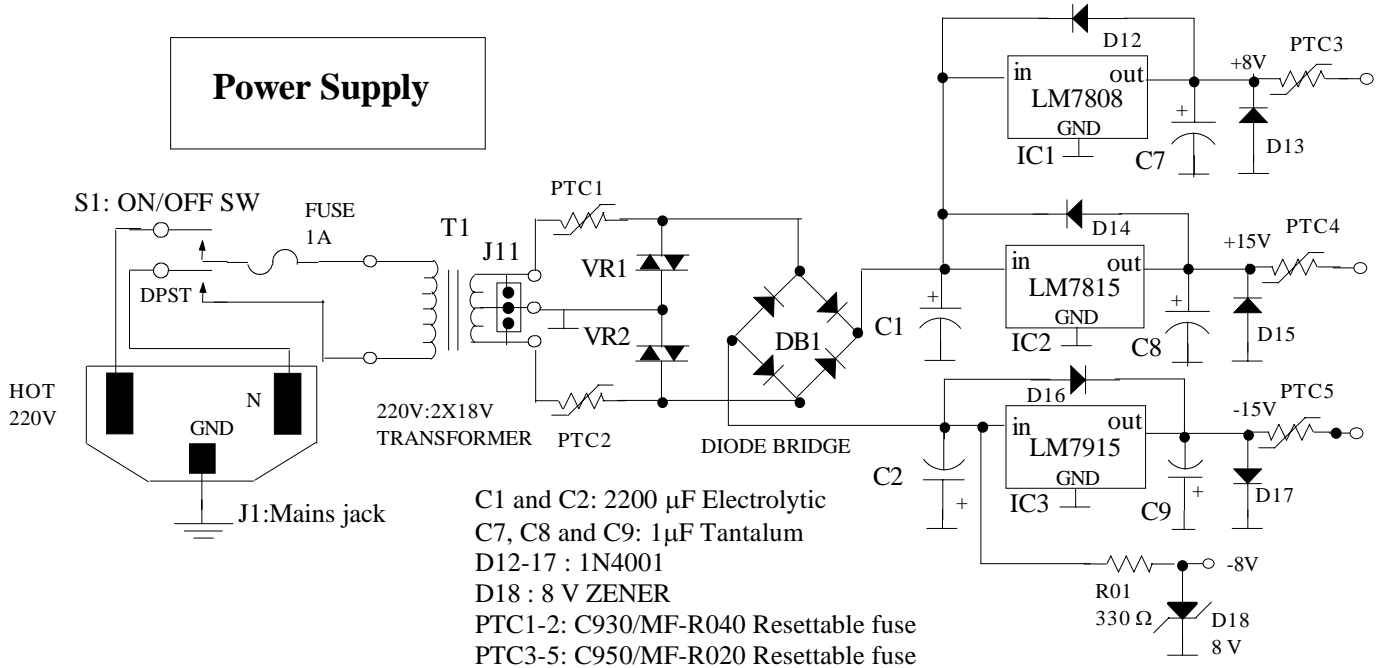 Power Supply
S1: ON/OFF SW
FUSE
1A
DPST
HOT
220V
N
GND
J1:Mains jack
T1
J11
220V:2X18V
TRANSFORMER
PTC1
VR1
VR2
PTC2
DB1
DIODE BRIDGE
D12
in
out
LM7808
GND
IC1
C7
+
+8V
D13
PTC3
D14
C1
+
in
out
LM7815
GND
IC2
C8
+
+15V
D15
PTC4
D16
C2
+
in
out
LM7915
GND
IC3
C9
+
-15V
D17
PTC5
R01
330 Ω
-8V
D18
8 V
C1 and C2: 2200 μF Electrolytic
C7, C8 and C9: 1μF Tantalum
D12-17 : 1N4001
D18 : 8 V ZENER
PTC1-2: C930/MF-R040 Resettable fuse
PTC3-5: C950/MF-R020 Resettable fuse